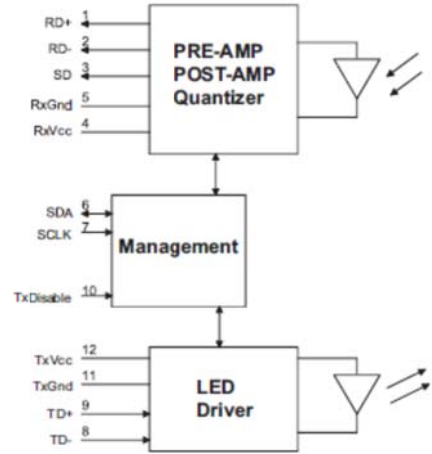 RD+ 1
RD- 2
SD 3
RxGnd 5
RxVcc 4
PRE-AMP
POST-AMP
Quantizer
SDA 6
SCLK 7
TxDisable 10
Management
TxVcc 12
TxGnd 11
TD+ 9
TD- 8
LED
Driver